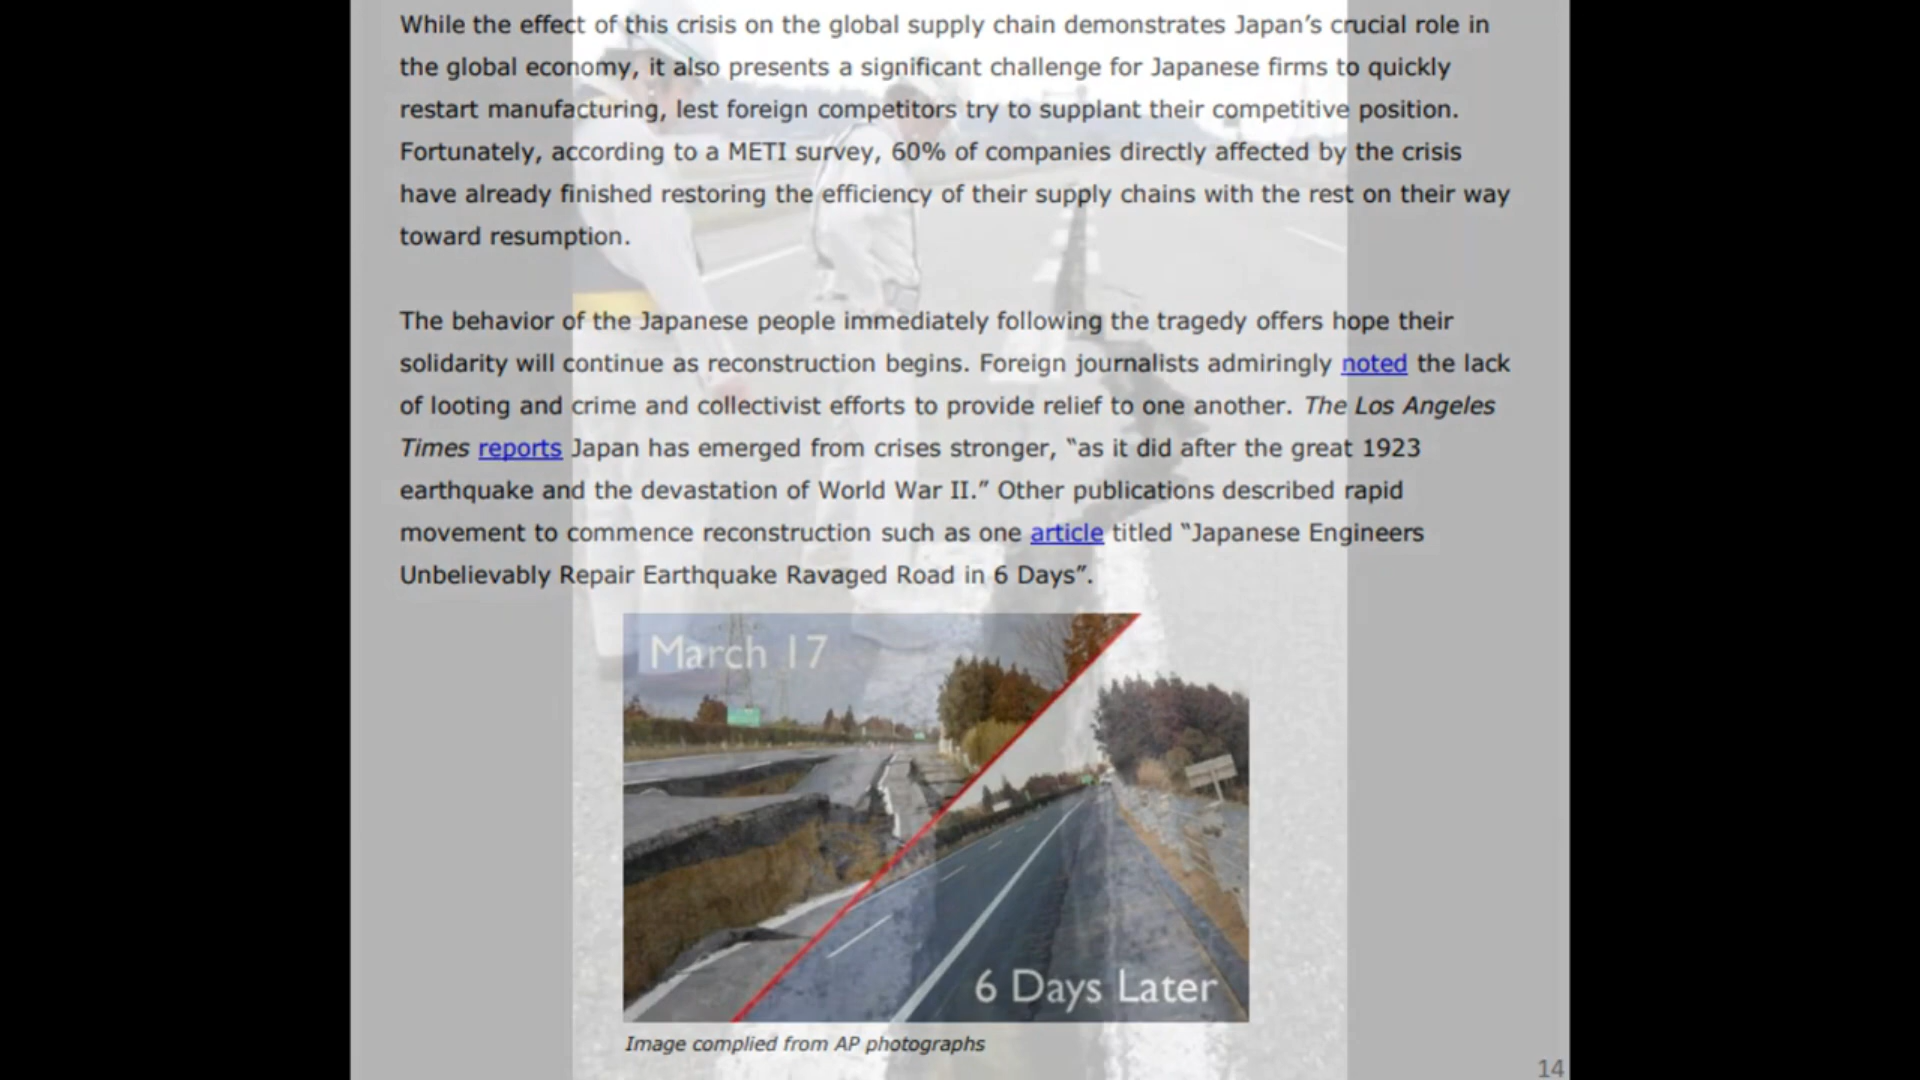 While the effect of this crisis on the global supply chain demonstrates Japan’s crucial role in
the global economy, it also presents a significant challenge for Japanese firms to quickly
restart manufacturing, lest foreign competitors try to supplant their competitive position.
Fortunately, according to a METI survey, 60% of companies directly affected by the crisis
have already finished restoring the efficiency of their supply chains with the rest on their way
toward resumption.
The behavior of the Japanese people immediately following the tragedy offers hope their
solidarity will continue as reconstruction begins. Foreign journalists admiringly noted the lack
of looting and crime and collectivist efforts to provide relief to one another. The Los Angeles
Times reports Japan has emerged from crises stronger, “as it did after the great 1923
earthquake and the devastation of World War II.” Other publications described rapid
movement to commence reconstruction such as one article titled “Japanese Engineers
Unbelievably Repair Earthquake Ravaged Road in 6 Days”.
March 17
6 Days Later
Image complied from AP photographs
14